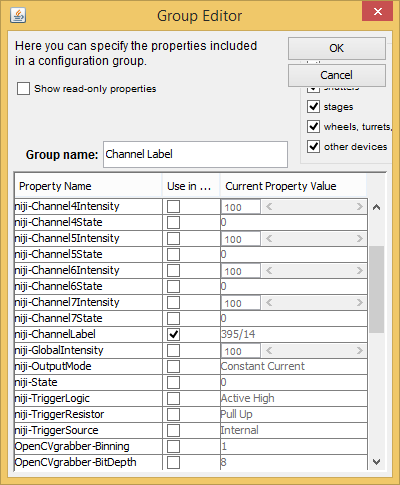 Group Editor
Here you can specify the properties included
in a configuration group.
OK
Cancel
Show read-only properties
stages
wheels, turrets,
other devices
Group name: Channel Label
Property Name Use in ... Current Property Value
niji-Channel4Intensity 100
niji-Channel4State 0
niji-Channel5Intensity 100
niji-Channel5State 0
niji-Channel6Intensity 100
niji-Channel6State 0
niji-Channel7Intensity 100
niji-Channel7State 0
niji-ChannelLabel 395/14
niji-GlobalIntensity 100
niji-OutputMode Constant Current
niji-State 0
niji-TriggerLogic Active High
niji-TriggerResistor Pull Up
niji-TriggerSource Internal
OpenCVgrabber-Binning 1
OpenCVgrabber-BitDepth 8